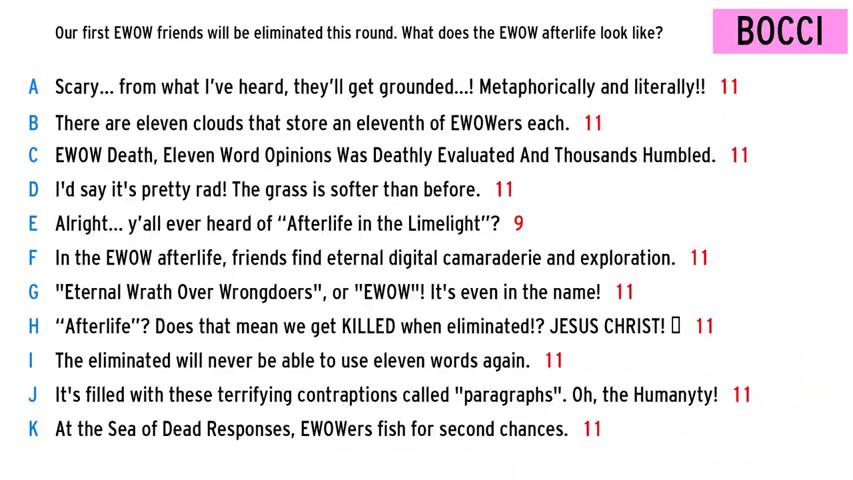 Our first EWOW friends will be eliminated this round. What does the EWOW afterlife look like?
BOCCI
A Scary... from what I've heard, they'll get grounded...! Metaphorically and literally!! 11
B There are eleven clouds that store an eleventh of EWOWers each. 11
C EWOW Death, Eleven Word Opinions Was Deathly Evaluated And Thousands Humbled. 11
D I'd say it's pretty rad! The grass is softer than before. 11
E Alright... y'all ever heard of “Afterlife in the Limelight”? 9
F In the EWOW afterlife, friends find eternal digital camaraderie and exploration. 11
G "Eternal Wrath Over Wrongdoers", or "EWOW"! It's even in the name! 11
H “Afterlife”? Does that mean we get KILLED when eliminated!? JESUS CHRIST! ▯ 11
I The eliminated will never be able to use eleven words again. 11
J It's filled with these terrifying contraptions called "paragraphs". Oh, the Humanyty! 11
K At the Sea of Dead Responses, EWOWers fish for second chances. 11